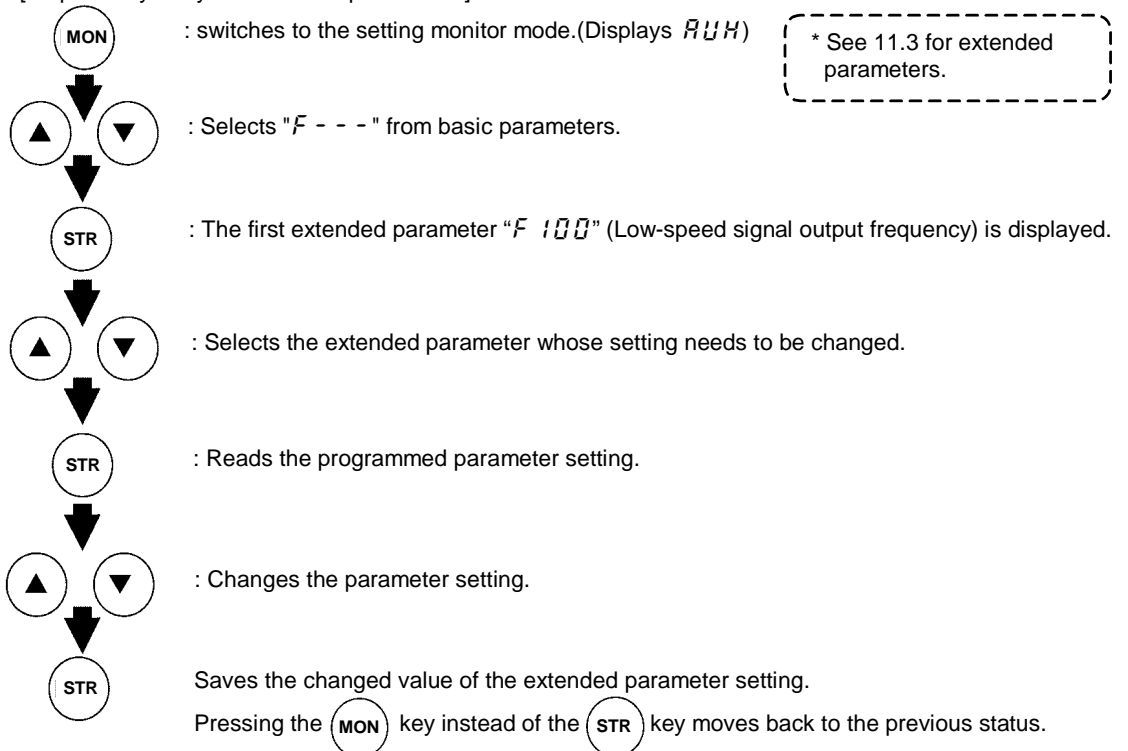 MON : switches to the setting monitor mode.(Displays AUH)
* See 11.3 for extended
parameters.
▲ ▼ : Selects "F - - -" from basic parameters.
STR : The first extended parameter “F 100” (Low-speed signal output frequency) is displayed.
▲ ▼ : Selects the extended parameter whose setting needs to be changed.
STR : Reads the programmed parameter setting.
▲ ▼ : Changes the parameter setting.
STR Saves the changed value of the extended parameter setting.
Pressing the MON key instead of the STR key moves back to the previous status.